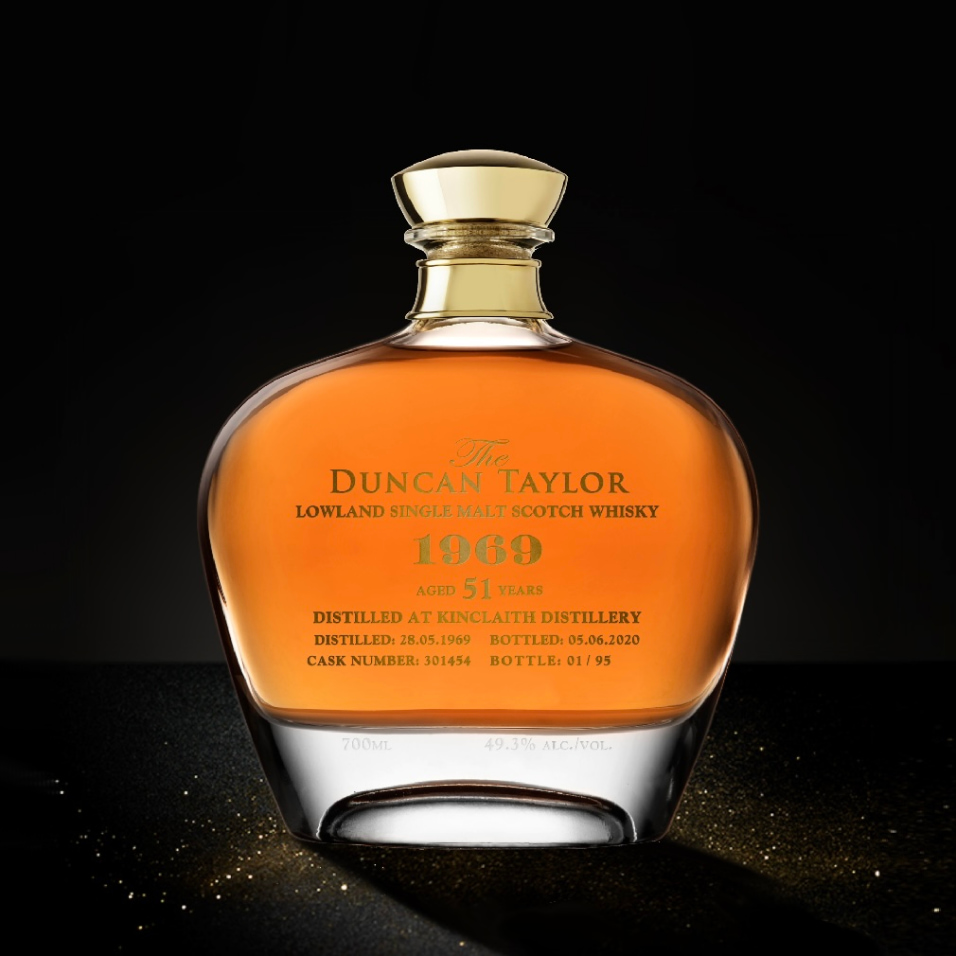 The
DUNCAN TAYLOR
LOWLAND SINGLE MALT SCOTCH WHISKY
1969
AGED 51 YEARS
DISTILLED AT KINCLAITH DISTILLERY
DISTILLED: 28.05.1969 BOTTLED: 05.06.2020
CASK NUMBER: 301454 BOTTLE: 01 / 95
700ML 49.3% ALC./VOL.